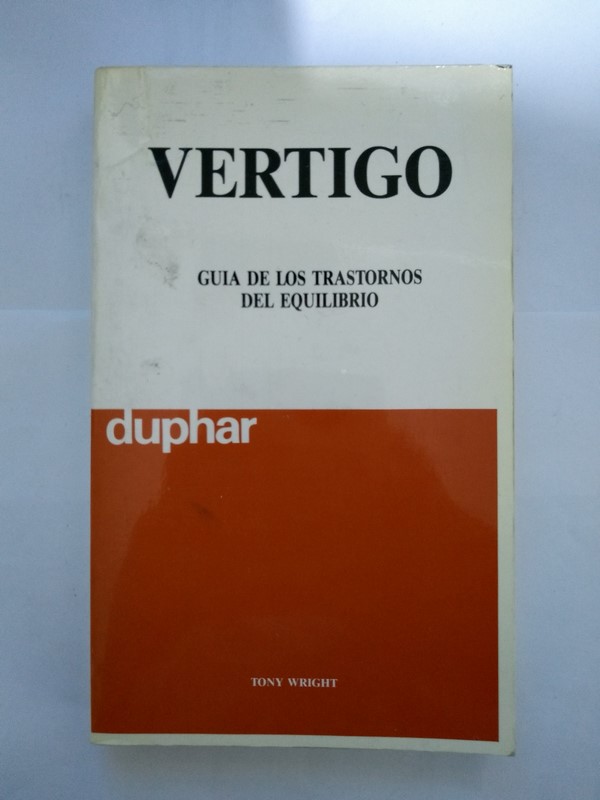 VERTIGO
GUIA DE LOS TRASTORNOS
DEL EQUILIBRIO
duphar
TONY WRIGHT